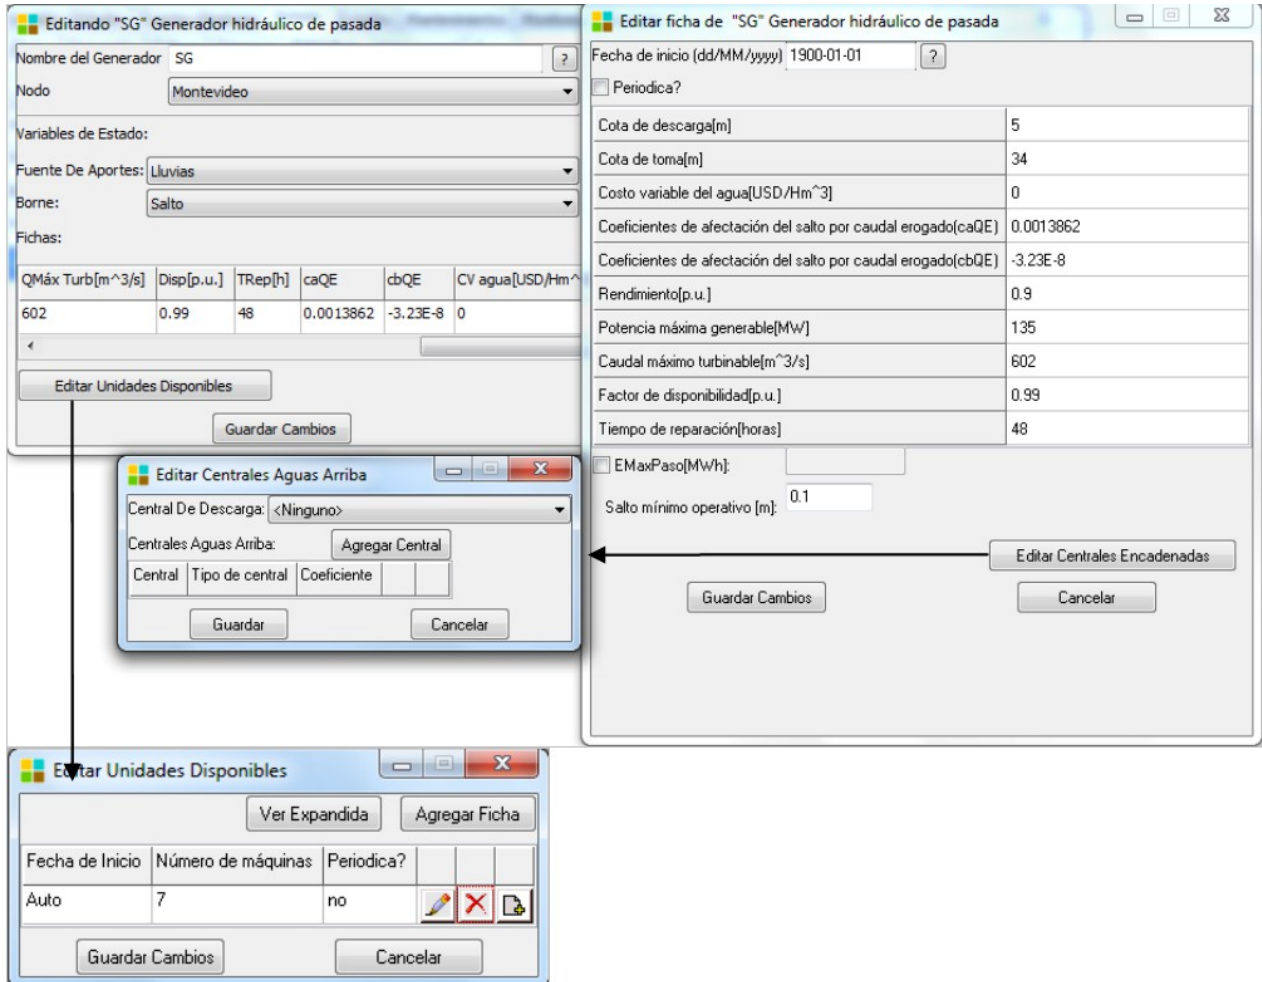 Editando "SG" Generador hidráulico de pasada
Nombre del Generador SG ?
Nodo Montevideo
Variables de Estado:
Fuente De Aportes: Lluvias
Borne: Salto
Fichas:
QMáx Turb[m^3/s] Disp[p.u.] TRep[h] caQE cbQE CV agua[USD/Hm^
602 0.99 48 0.0013862 -3.23E-8 0
Editar Unidades Disponibles
Guardar Cambios
Editar ficha de "SG" Generador hidráulico de pasada
Fecha de inicio (dd/MM/yyyy) 1900-01-01 ?
Periodica?
Cota de descarga[m] 5
Cota de toma[m] 34
Costo variable del agua[USD/Hm^3] 0
Coeficientes de afectación del salto por caudal erogado(caQE) 0.0013862
Coeficientes de afectación del salto por caudal erogado(cbQE) -3.23E-8
Rendimiento[p.u.] 0.9
Potencia máxima generable[MW] 135
Caudal máximo turbinable[m^3/s] 602
Factor de disponibilidad[p.u.] 0.99
Tiempo de reparación[horas] 48
EMaxPaso[MWh]:
Salto mínimo operativo [m]: 0.1
Editar Centrales Encadenadas
Guardar Cambios Cancelar
Editar Centrales Aguas Arriba
Central De Descarga: <Ninguno>
Centrales Aguas Arriba: Agregar Central
Central Tipo de central Coeficiente
Guardar Cancelar
Editar Unidades Disponibles
Ver Expandida Agregar Ficha
Fecha de Inicio Número de máquinas Periodica?
Auto 7 no
Guardar Cambios Cancelar